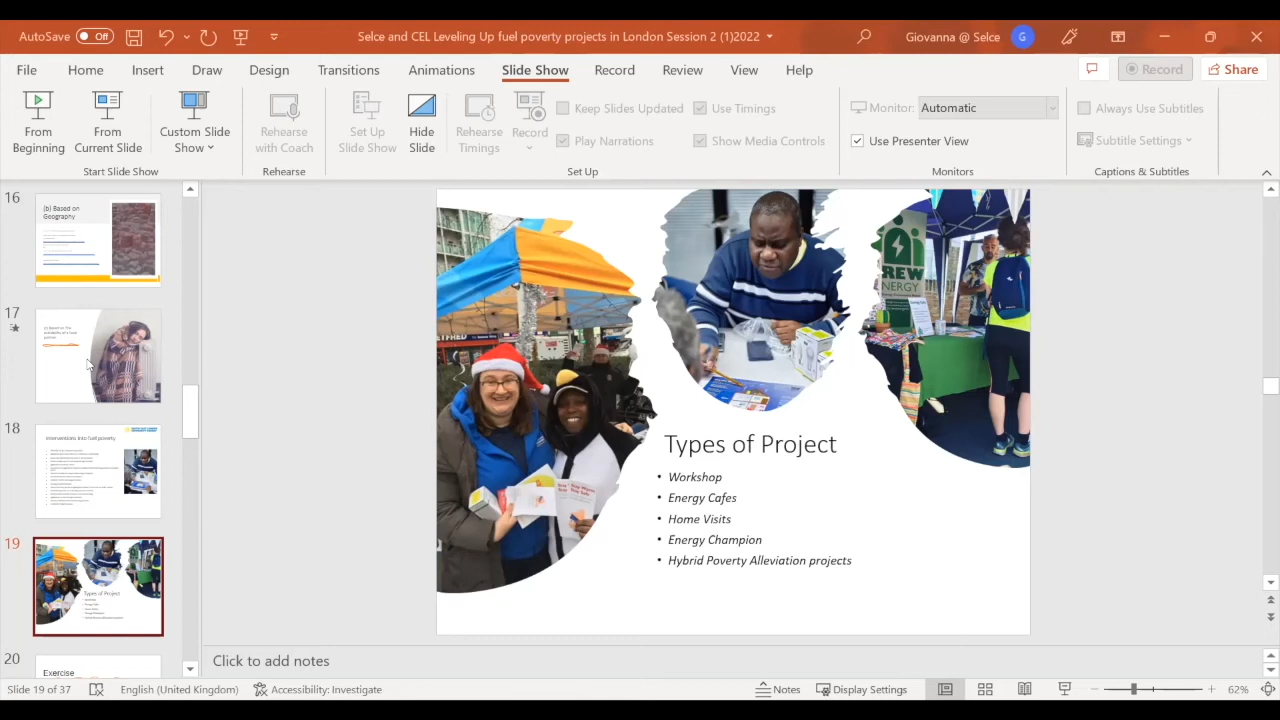 AutoSave Off
Selce and CEL Leveling Up fuel poverty projects in London Session 2 (1)2022
Giovanna @ Selce G
File Home Insert Draw Design Transitions Animations Slide Show Record Review View Help
Record Share
From Beginning
From Current Slide
Custom Slide Show
Rehearse with Coach
Set Up Slide Show
Hide Slide
Rehearse Timings
Record
Keep Slides Updated
Play Narrations
Use Timings
Show Media Controls
Monitor: Automatic
Use Presenter View
Always Use Subtitles
Subtitle Settings
Start Slide Show
Rehearse
Set Up
Monitors
Captions & Subtitles
16
(b) Based on
Geography
17
18
Interventions into fuel poverty
19
Types of Project
20
Exercise
REW
NERGY
Types of Project
• Workshop
• Energy Cafes
• Home Visits
• Energy Champion
• Hybrid Poverty Alleviation projects
Click to add notes
Slide 19 of 37
English (United Kingdom)
Accessibility: Investigate
Notes
Display Settings
62%